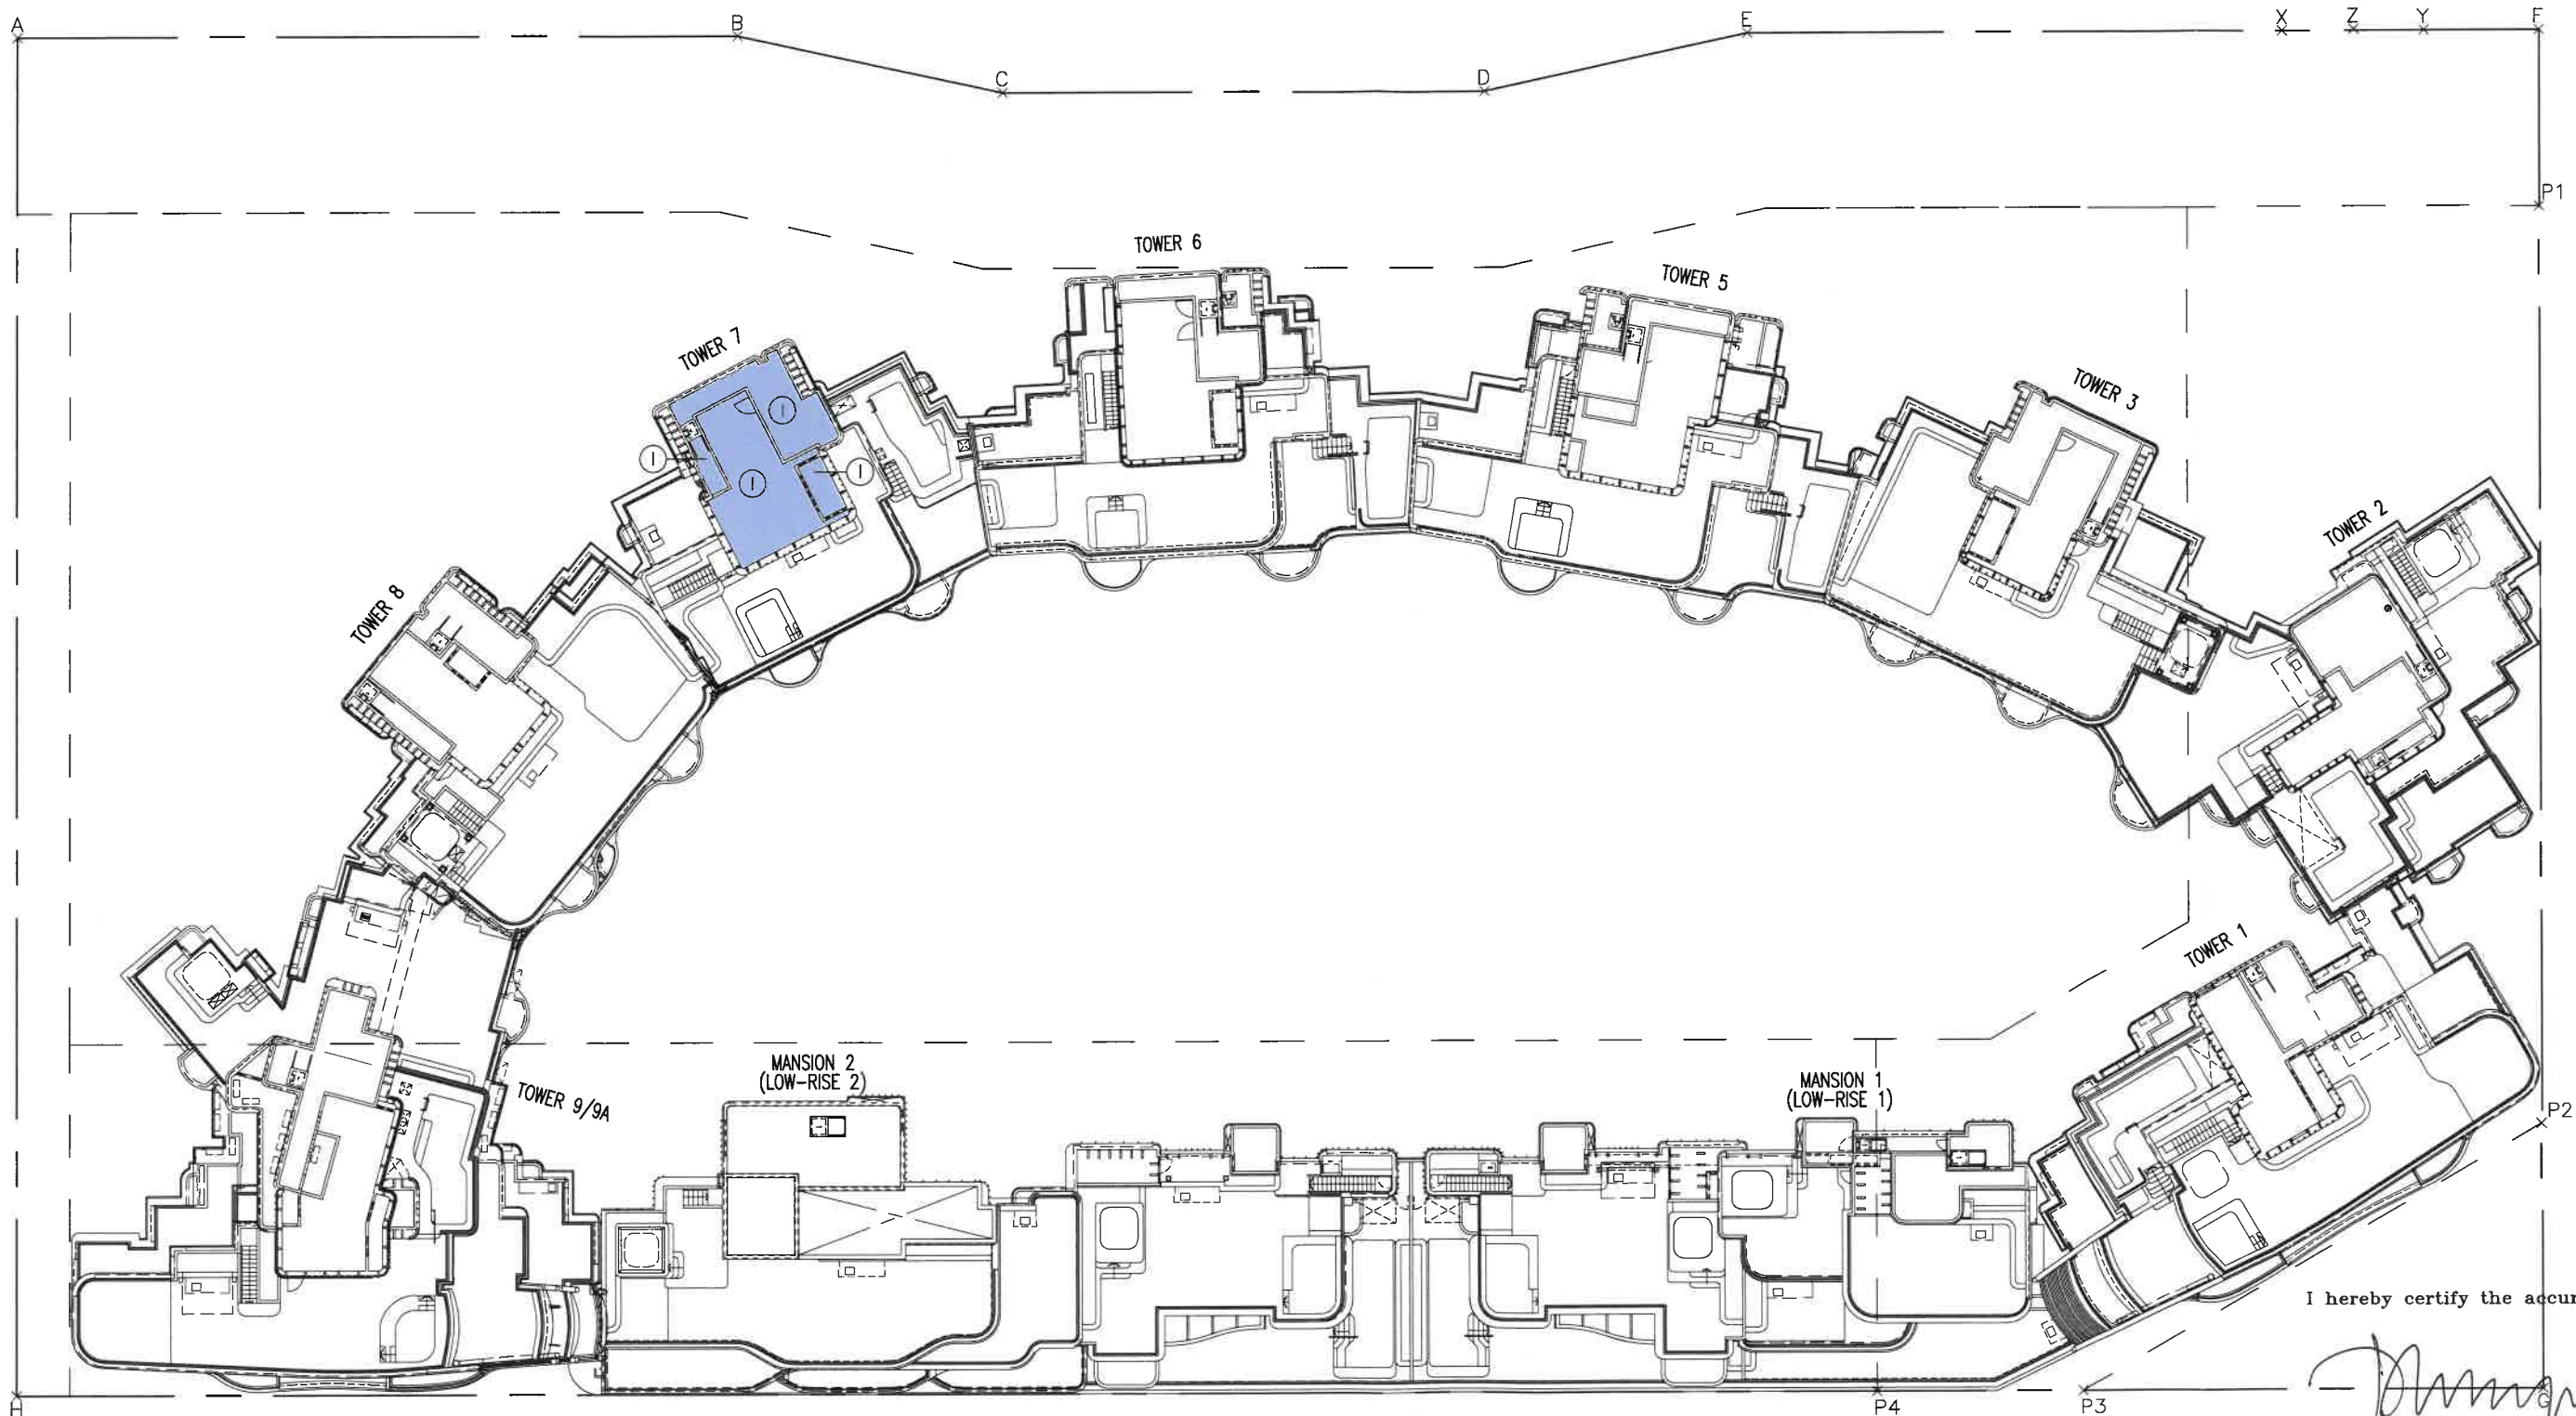 A
B
C
D
E
X
Z
Y
F
P1
TOWER 6
TOWER 5
TOWER 7
TOWER 3
I
I
I
I
TOWER 2
TOWER 8
TOWER 1
MANSION 2
(LOW-RISE 2)
MANSION 1
(LOW-RISE 1)
TOWER 9/9A
P2
I hereby certify the accur
H
P4
P3
G